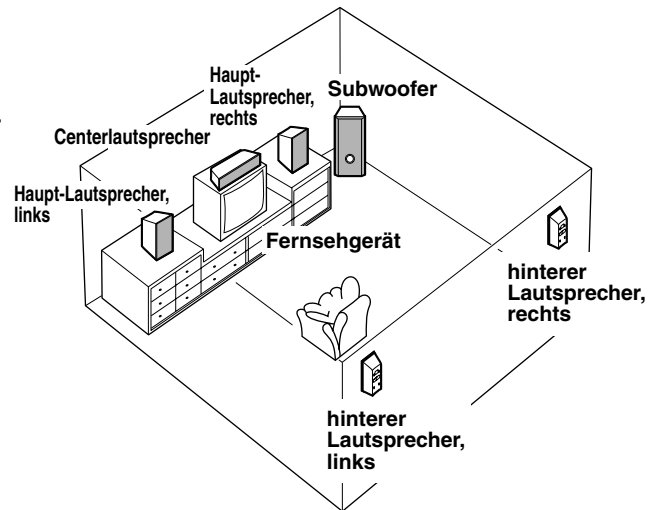 Haupt-
Lautsprecher,
rechts
Subwoofer
Centerlautsprecher
Haupt-Lautsprecher,
links
Fernsehgerät
hinterer
Lautsprecher,
rechts
hinterer
Lautsprecher,
links